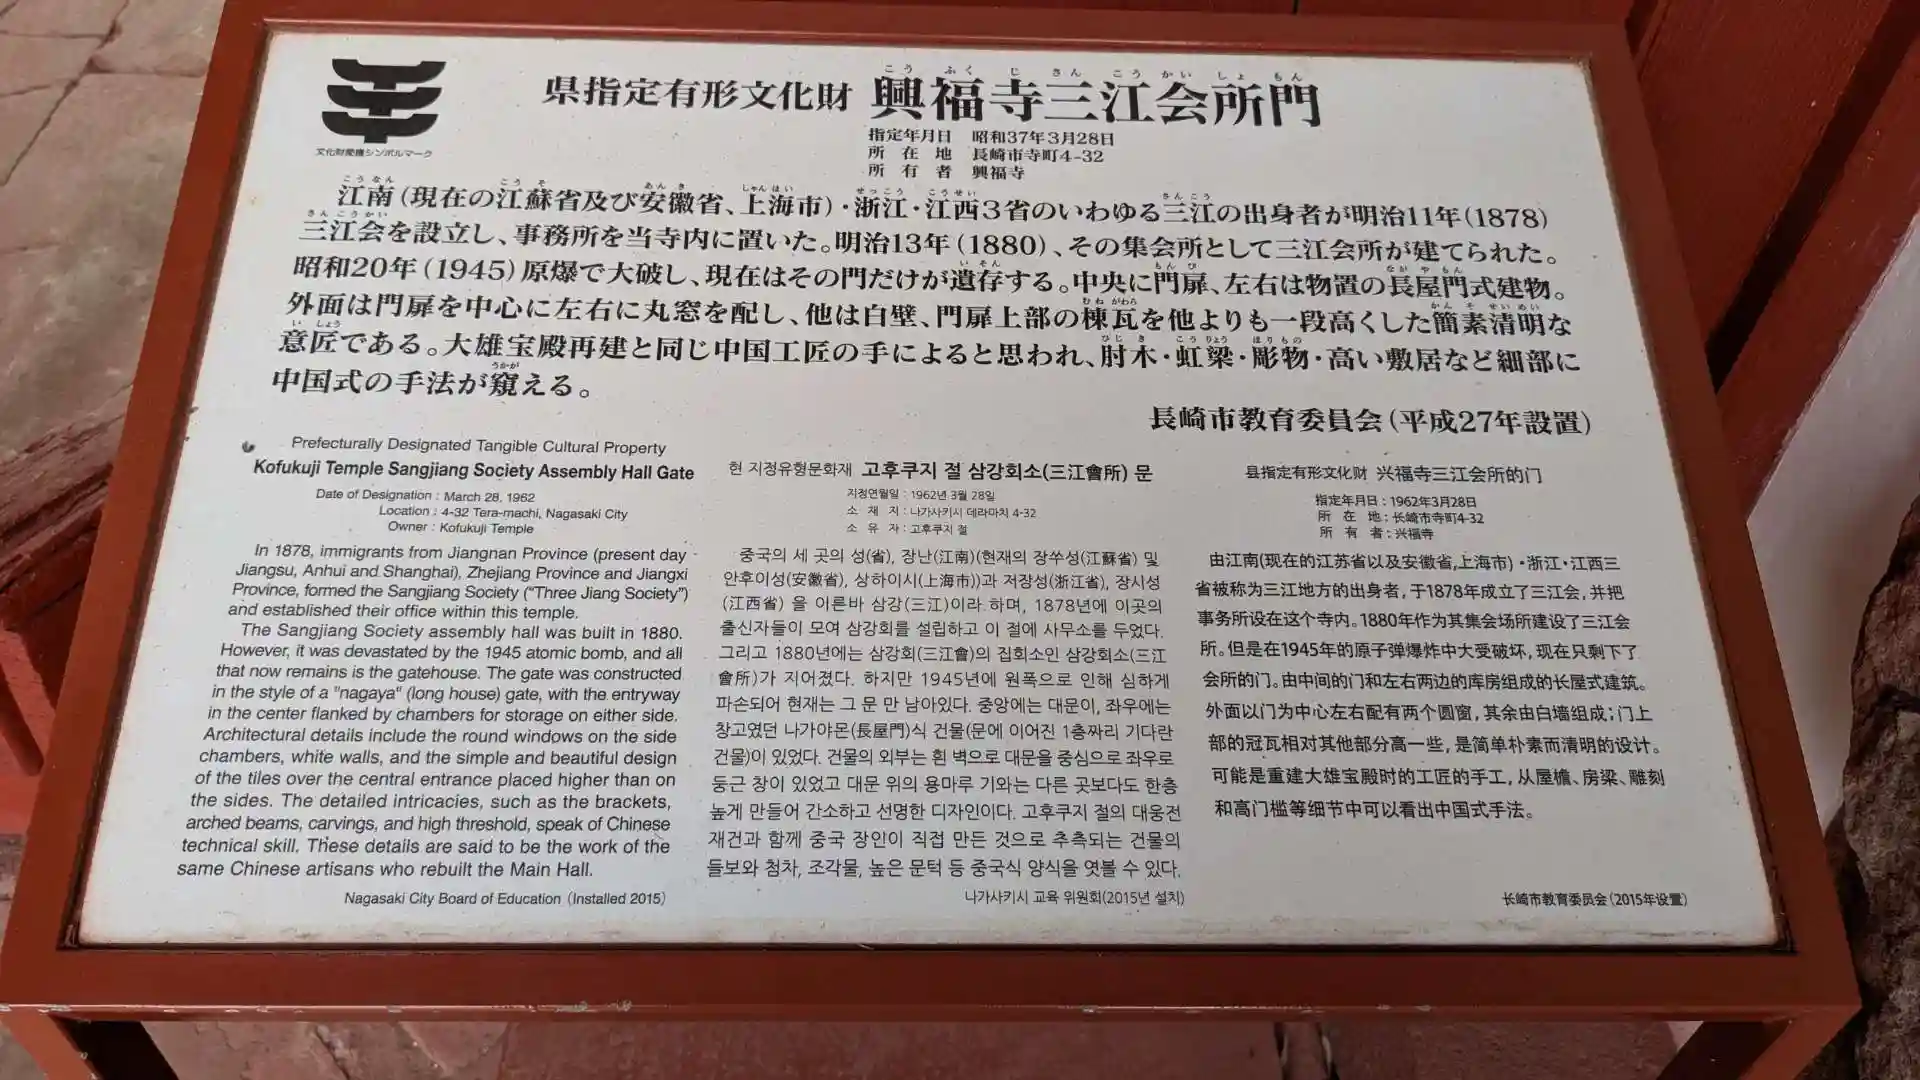 文化財愛護シンボルマーク
県指定有形文化財 興福寺三江会所門
こう ふく じ さん こう かい しょ もん
指定年月日 昭和37年3月28日
所在地 長崎市寺町4-32
所有者 興福寺
江南(現在の江蘇省及び安徽省、上海市)・浙江・江西3省のいわゆる三江の出身者が明治11年(1878)
三江会を設立し、事務所を当寺内に置いた。明治13年(1880)、その集会所として三江会所が建てられた。
昭和20年(1945)原爆で大破し、現在はその門だけが遺存する。中央に門扉、左右は物置の長屋門式建物。
外面は門扉を中心に左右に丸窓を配し、他は白壁、門扉上部の棟瓦を他よりも一段高くした簡素清明な
意匠である。大雄宝殿再建と同じ中国工匠の手によると思われ、肘木・虹梁・彫物・高い敷居など細部に
中国式の手法が窺える。
長崎市教育委員会(平成27年設置)
Prefecturally Designated Tangible Cultural Property
Kofukuji Temple Sangjiang Society Assembly Hall Gate
Date of Designation : March 28, 1962
Location : 4-32 Tera-machi, Nagasaki City
Owner : Kofukuji Temple
In 1878, immigrants from Jiangnan Province (present day
Jiangsu, Anhui and Shanghai), Zhejiang Province and Jiangxi
Province, formed the Sangjiang Society ("Three Jiang Society")
and established their office within this temple.
The Sangjiang Society assembly hall was built in 1880.
However, it was devastated by the 1945 atomic bomb, and all
that now remains is the gatehouse. The gate was constructed
in the style of a "nagaya" (long house) gate, with the entryway
in the center flanked by chambers for storage on either side.
Architectural details include the round windows on the side
chambers, white walls, and the simple and beautiful design
of the tiles over the central entrance placed higher than on
the sides. The detailed intricacies, such as the brackets,
arched beams, carvings, and high threshold, speak of Chinese
technical skill. These details are said to be the work of the
same Chinese artisans who rebuilt the Main Hall.
Nagasaki City Board of Education (Installed 2015)
현 지정유형문화재 고후쿠지 절 삼강회소(三江會所) 문
지정연월일 : 1962년 3월 28일
소재지 : 나가사키시 데라마치 4-32
소유자 : 고후쿠지 절
중국의 세 곳의 성(省), 장난(江南)(현재의 장쑤성(江蘇省) 및
안후이성(安徽省), 상하이시(上海市))과 저장성(浙江省), 장시성
(江西省) 을 이른바 삼강(三江)이라 하며, 1878년에 이곳의
출신자들이 모여 삼강회를 설립하고 이 절에 사무소를 두었다.
그리고 1880년에는 삼강회(三江會)의 집회소인 삼강회소(三江
會所)가 지어졌다. 하지만 1945년에 원폭으로 인해 심하게
파손되어 현재는 그 문 만 남아있다. 중앙에는 대문이, 좌우에는
창고였던 나가야몬(長屋門)식 건물(문에 이어진 1층짜리 기다란
건물)이 있었다. 건물의 외부는 흰 벽으로 대문을 중심으로 좌우로
둥근 창이 있었고 대문 위의 용마루 기와는 다른 곳보다도 한층
높게 만들어 간소하고 선명한 디자인이다. 고후쿠지 절의 대웅전
재건과 함께 중국 장인이 직접 만든 것으로 추측되는 건물의
들보와 첨차, 조각물, 높은 문턱 등 중국식 양식을 엿볼 수 있다.
나가사키시 교육 위원회(2015년 설치)
县指定有形文化财 兴福寺三江会所的门
指定年月日 : 1962年3月28日
所在地 : 长崎市寺町4-32
所有者 : 兴福寺
由江南(现在的江苏省以及安徽省,上海市)・浙江・江西三
省被称为三江地方的出身者,于1878年成立了三江会,并把
事务所设在这个寺内。1880年作为其集会场所建设了三江会
所。但是在1945年的原子弹爆炸中大受破坏,现在只剩下了
会所的门。由中间的门和左右两边的库房组成的长屋式建筑。
外面以门为中心左右配有两个圆窗,其余由白墙组成;门上
部的冠瓦相对其他部分高一些,是简单朴素而清明的设计。
可能是重建大雄宝殿时的工匠的手工,从屋檐、房梁、雕刻
和高门槛等细节中可以看出中国式手法。
长崎市教育委员会(2015年设置)